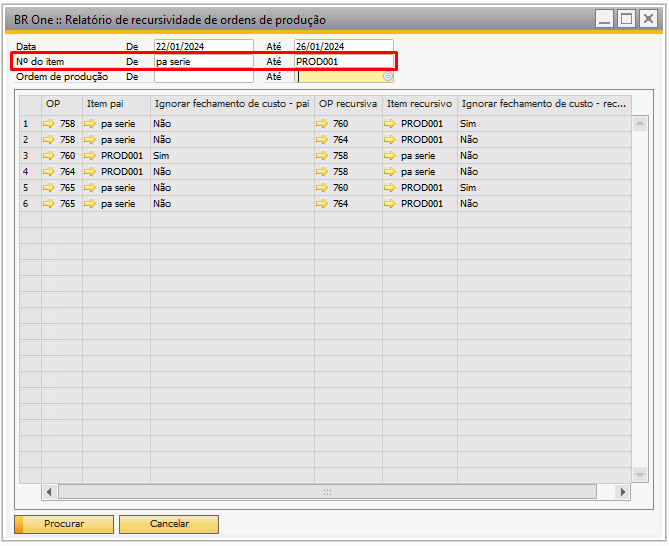 BR One :: Relatório de recursividade de ordens de produção
Data De 22/01/2024 Até 26/01/2024
Nº do item De pa serie Até PROD001
Ordem de produção De Até
OP Item pai Ignorar fechamento de custo - pai OP recursiva Item recursivo Ignorar fechamento de custo - rec...
1 758 pa serie Não 760 PROD001 Sim
2 758 pa serie Não 764 PROD001 Não
3 760 PROD001 Sim 758 pa serie Não
4 764 PROD001 Não 758 pa serie Não
5 765 pa serie Não 760 PROD001 Sim
6 765 pa serie Não 764 PROD001 Não
Procurar Cancelar